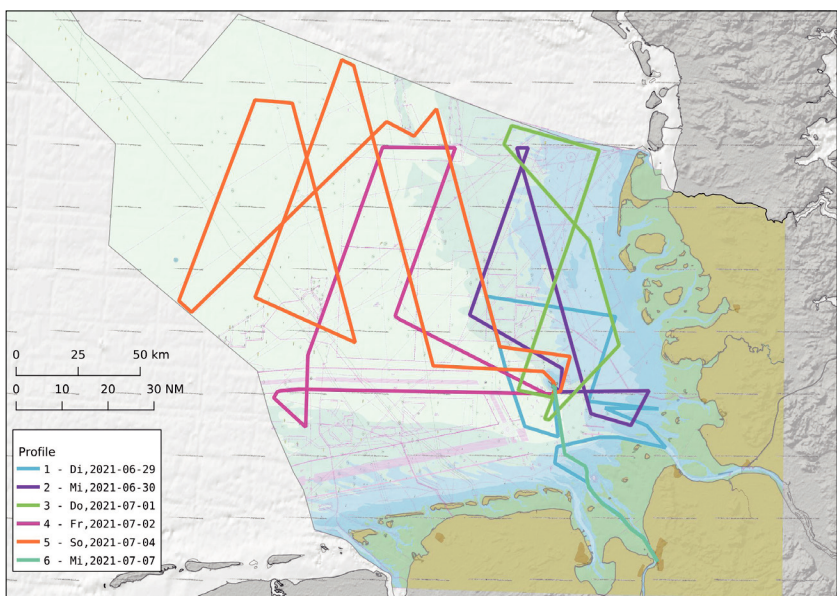 0 25 50 km
0 10 20 30 NM
Profile
1 - Di,2021-06-29
2 - Mi,2021-06-30
3 - Do,2021-07-01
4 - Fr,2021-07-02
5 - So,2021-07-04
6 - Mi,2021-07-07